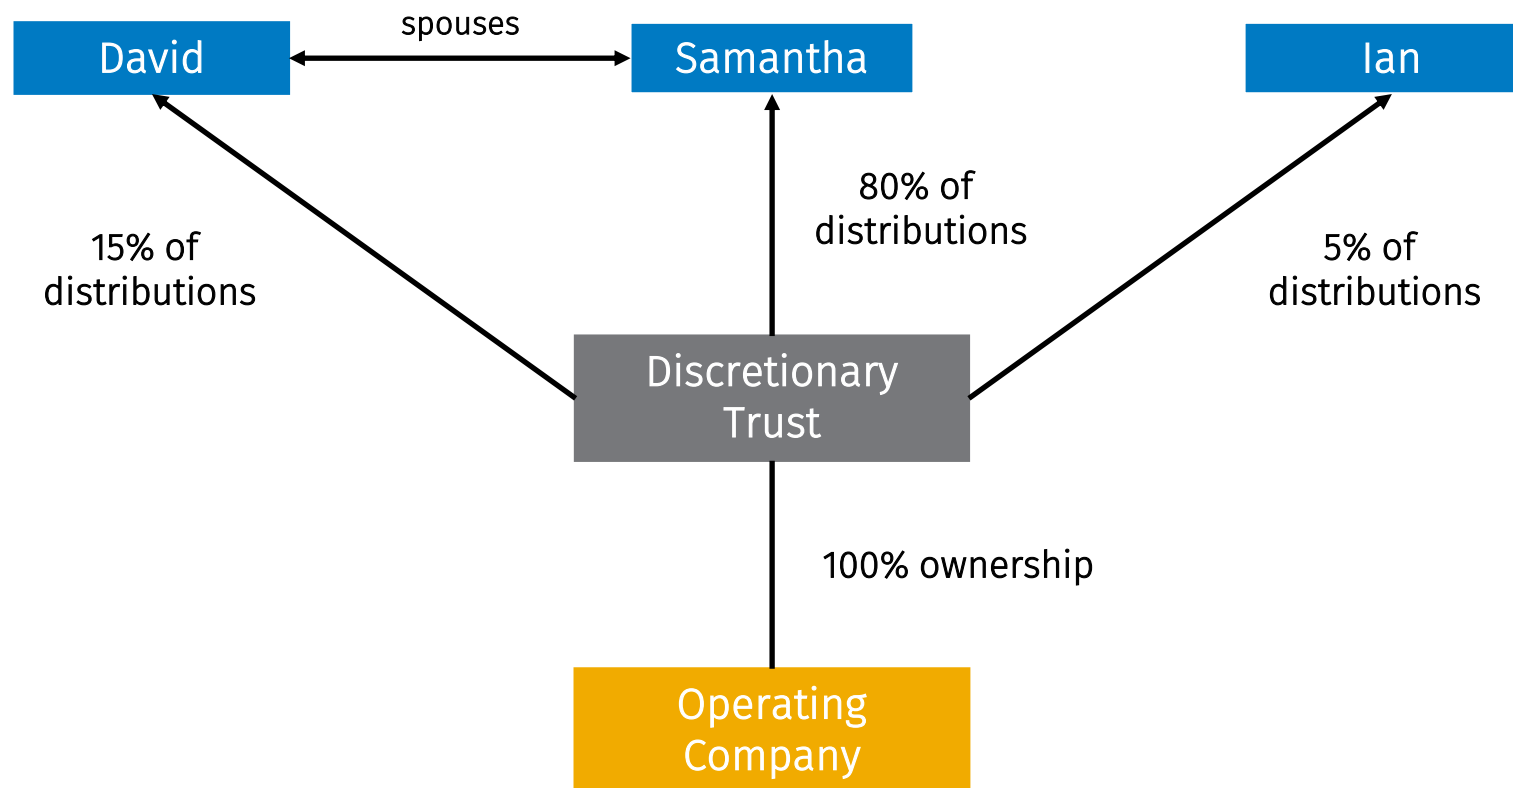 spouses
David
Samantha
Ian
80% of
distributions
15% of
distributions
5% of
distributions
Discretionary
Trust
100% ownership
Operating
Company